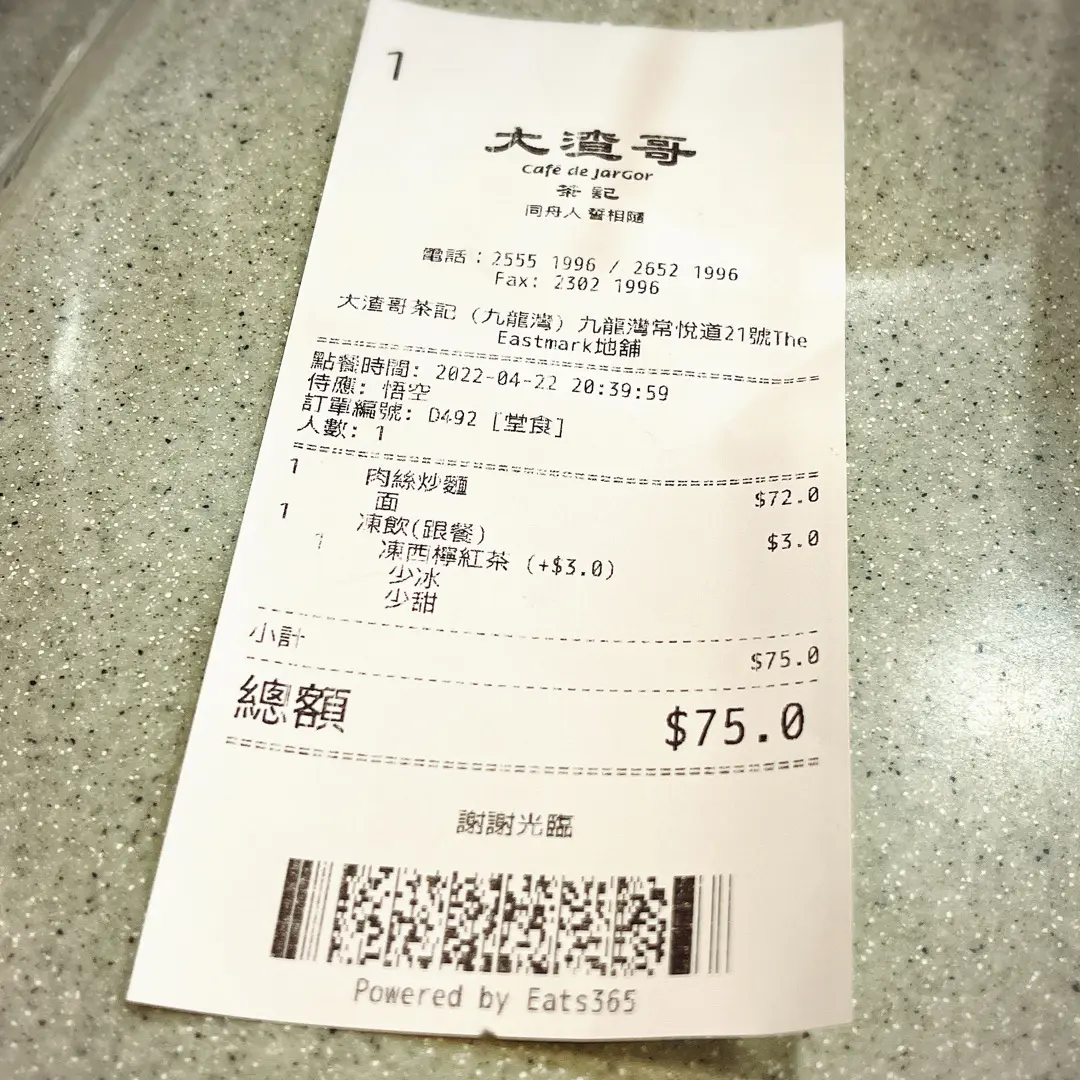 1
大渣哥
Café de JarGor
茶記
同舟人 誓相隨
電話：2555 1996 / 2652 1996
Fax: 2302 1996
大渣哥茶記 (九龍灣) 九龍灣常悅道21號The
Eastmark地舖
點餐時間: 2022-04-22 20:39:59
侍應: 悟空
訂單編號: D492 [堂食]
人數: 1
1 肉絲炒麵 $72.0
面
1 凍飲(跟餐) $3.0
1 凍西檸紅茶 (+$3.0)
少冰
少甜
小計 $75.0
總額 $75.0
謝謝光臨
Powered by Eats365